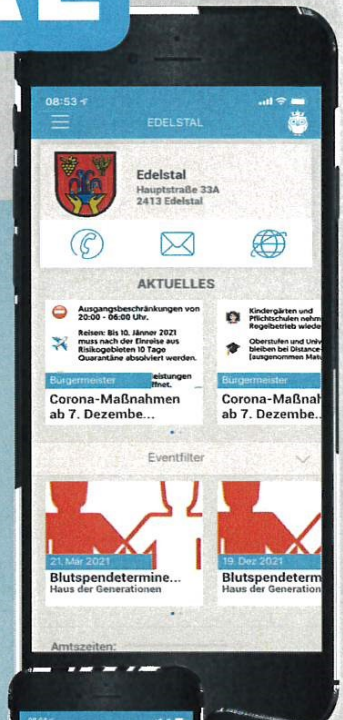 08:53
EDELSTAL
Edelstal
Hauptstraße 33A
2413 Edelstal
AKTUELLES
Ausgangsbeschränkungen von
20:00 - 06:00 Uhr.
Reisen: Bis 10. Jänner 2021
muss nach der Einreise aus
Risikogebieten 10 Tage
Quarantäne absolviert werden.
eistungen
ffnet.
Bürgermeister
Corona-Maßnahmen
ab 7. Dezembe...
Kindergärten und
Pflichtschulen nehm
Regelbetrieb wiede
Oberstufen und Univ
bleiben bei Distance-
(ausgenommen Matu
Bürgermeister
Corona-Maßnah
ab 7. Dezembe
Eventfilter
21. Mär 2021
Blutspendetermine...
Haus der Generationen
19. Dez 2021
Blutspendeterm
Haus der Generation
Amtszeiten: